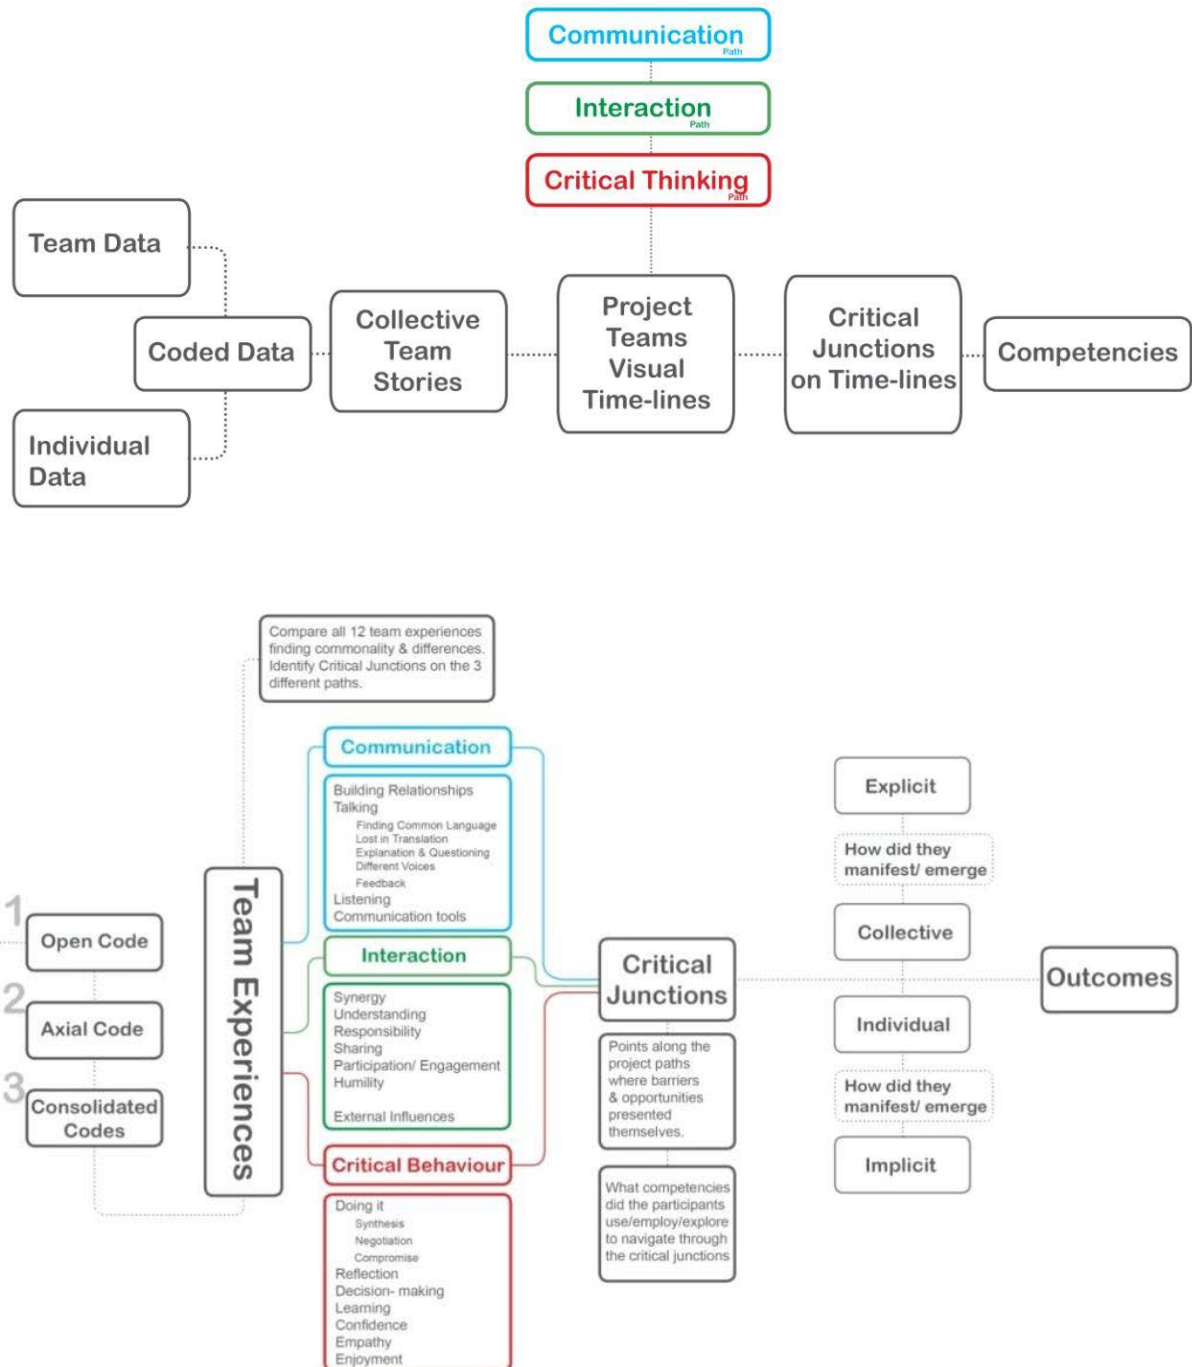 Communication
Path
Interaction
Path
Critical Thinking
Path
Team Data
Individual
Data
Coded Data
Collective
Team
Stories
Project
Teams
Visual
Time-lines
Critical
Junctions
on Time-lines
Competencies
Compare all 12 team experiences
finding commonality & differences.
Identify Critical Junctions on the 3
different paths.
1
Open Code
2
Axial Code
3
Consolidated
Codes
Team Experiences
Communication
Building Relationships
Talking
Finding Common Language
Lost in Translation
Explanation & Questioning
Different Voices
Feedback
Listening
Communication tools
Interaction
Synergy
Understanding
Responsibility
Sharing
Participation/ Engagement
Humility
External Influences
Critical Behaviour
Doing it
Synthesis
Negotiation
Compromise
Reflection
Decision- making
Learning
Confidence
Empathy
Enjoyment
Critical
Junctions
Points along the
project paths
where barriers
& opportunities
presented
themselves.
What competencies
did the participants
use/employ/explore
to navigate through
the critical junctions
Explicit
How did they
manifest/ emerge
Collective
Individual
How did they
manifest/ emerge
Implicit
Outcomes